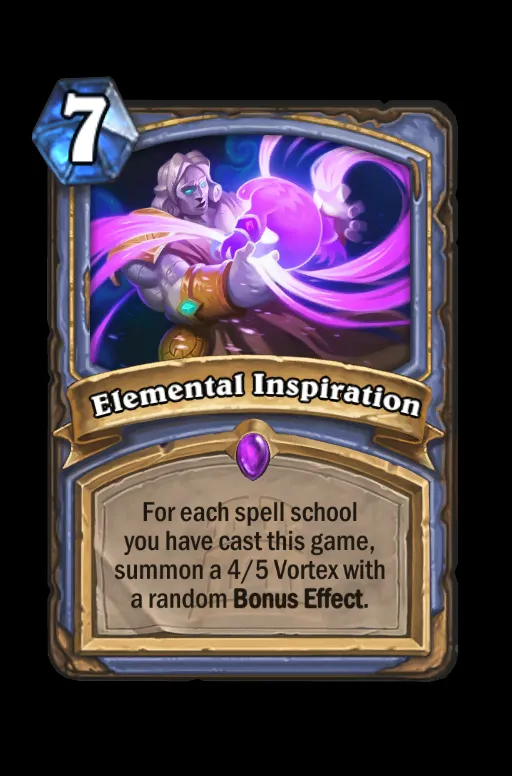 7
Elemental Inspiration
For each spell school
you have cast this game,
summon a 4/5 Vortex with
a random Bonus Effect.